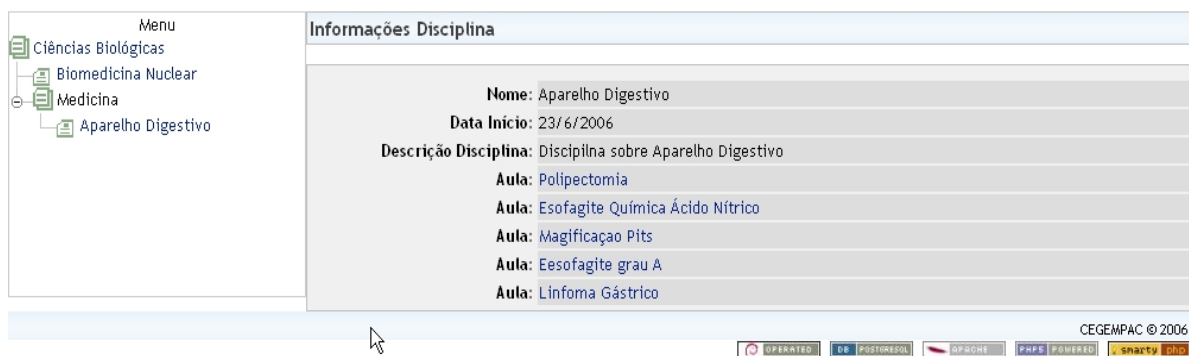 Menu
Ciências Biológicas
Biomedicina Nuclear
Medicina
Aparelho Digestivo
Informações Disciplina
Nome: Aparelho Digestivo
Data Início: 23/6/2006
Descrição Disciplina: Discipilna sobre Aparelho Digestivo
Aula: Polipectomia
Aula: Esofagite Química Ácido Nítrico
Aula: Magificaçao Pits
Aula: Eesofagite grau A
Aula: Linfoma Gástrico
CEGEMPAC © 2006
OPERATED DB POSTGRESQL APACHE PHP5 POWERED smarty php